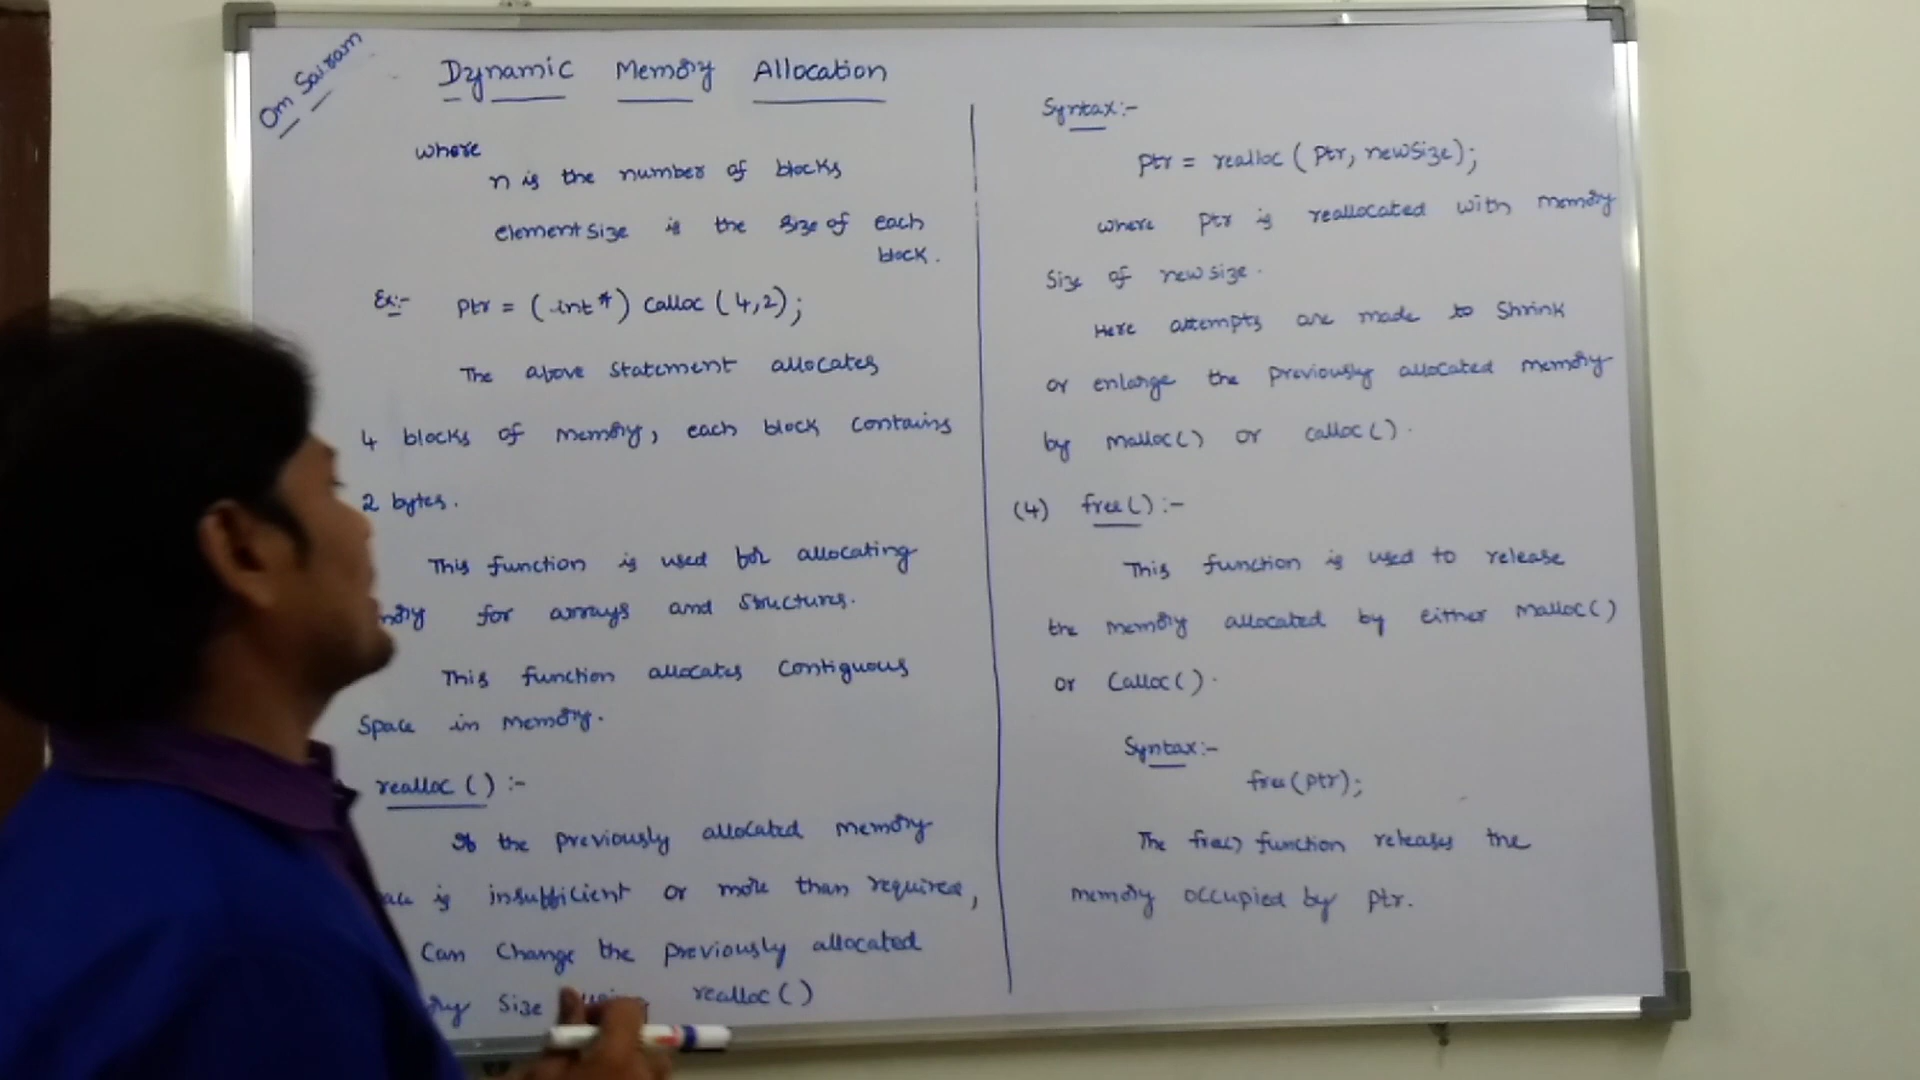 Om Sairam
Dynamic Memory Allocation
where
n is the number of blocks
elementsize is the size of each
block.
Ex:- Ptr = (int*) calloc (4,2);
The above statement allocates
4 blocks of memory, each block contains
2 bytes.
This function is used for allocating
for arrays and structures.
This function allocates contiguous
Space in memory.
realloc () :-
If the previously allocated memory
is insufficient or more than required,
Can change the previously allocated
Size using realloc ()
Syntax:-
Ptr = realloc (Ptr, newsize);
where Ptr is reallocated with memory
Size of newsize.
Here attempts are made to shrink
or enlarge the previously allocated memory
by malloc() or calloc().
(4) free() :-
This function is used to release
the memory allocated by either malloc()
or Calloc().
Syntax:-
free(ptr);
The free() function releases the
memory occupied by Ptr.